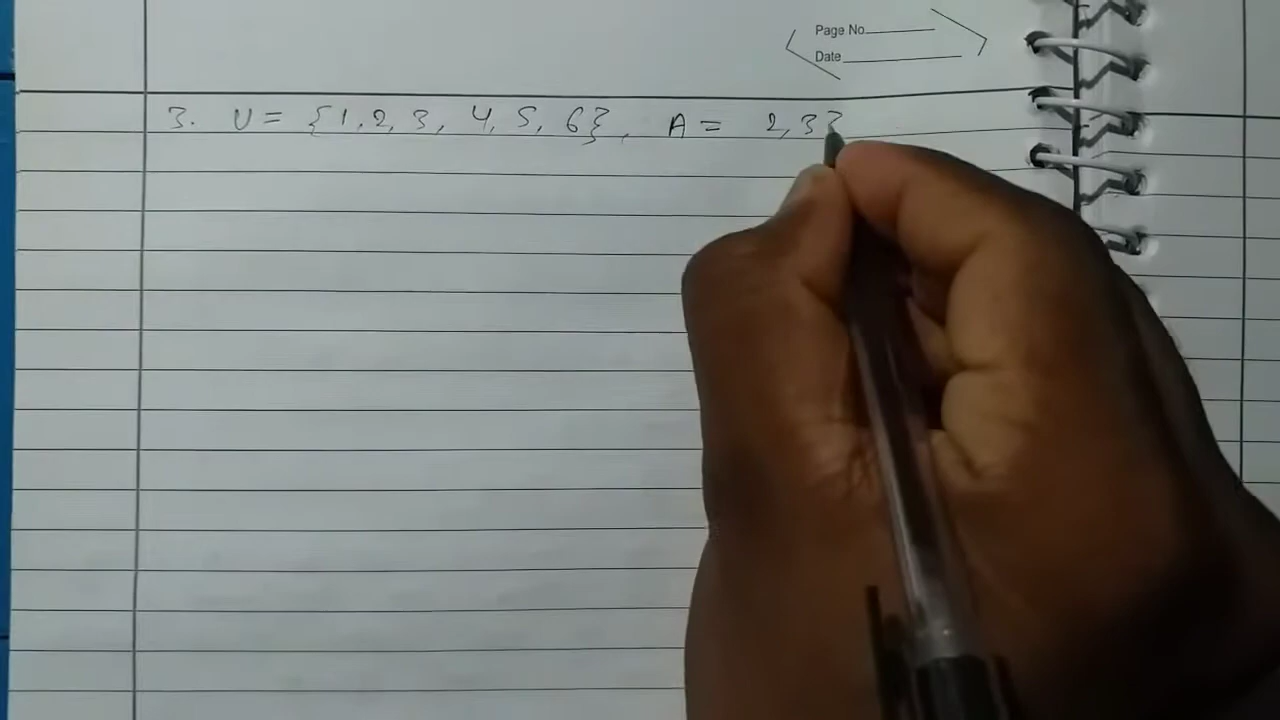 Page No.
Date
3. U = {1, 2, 3, 4, 5, 6}, A = 2, 3}